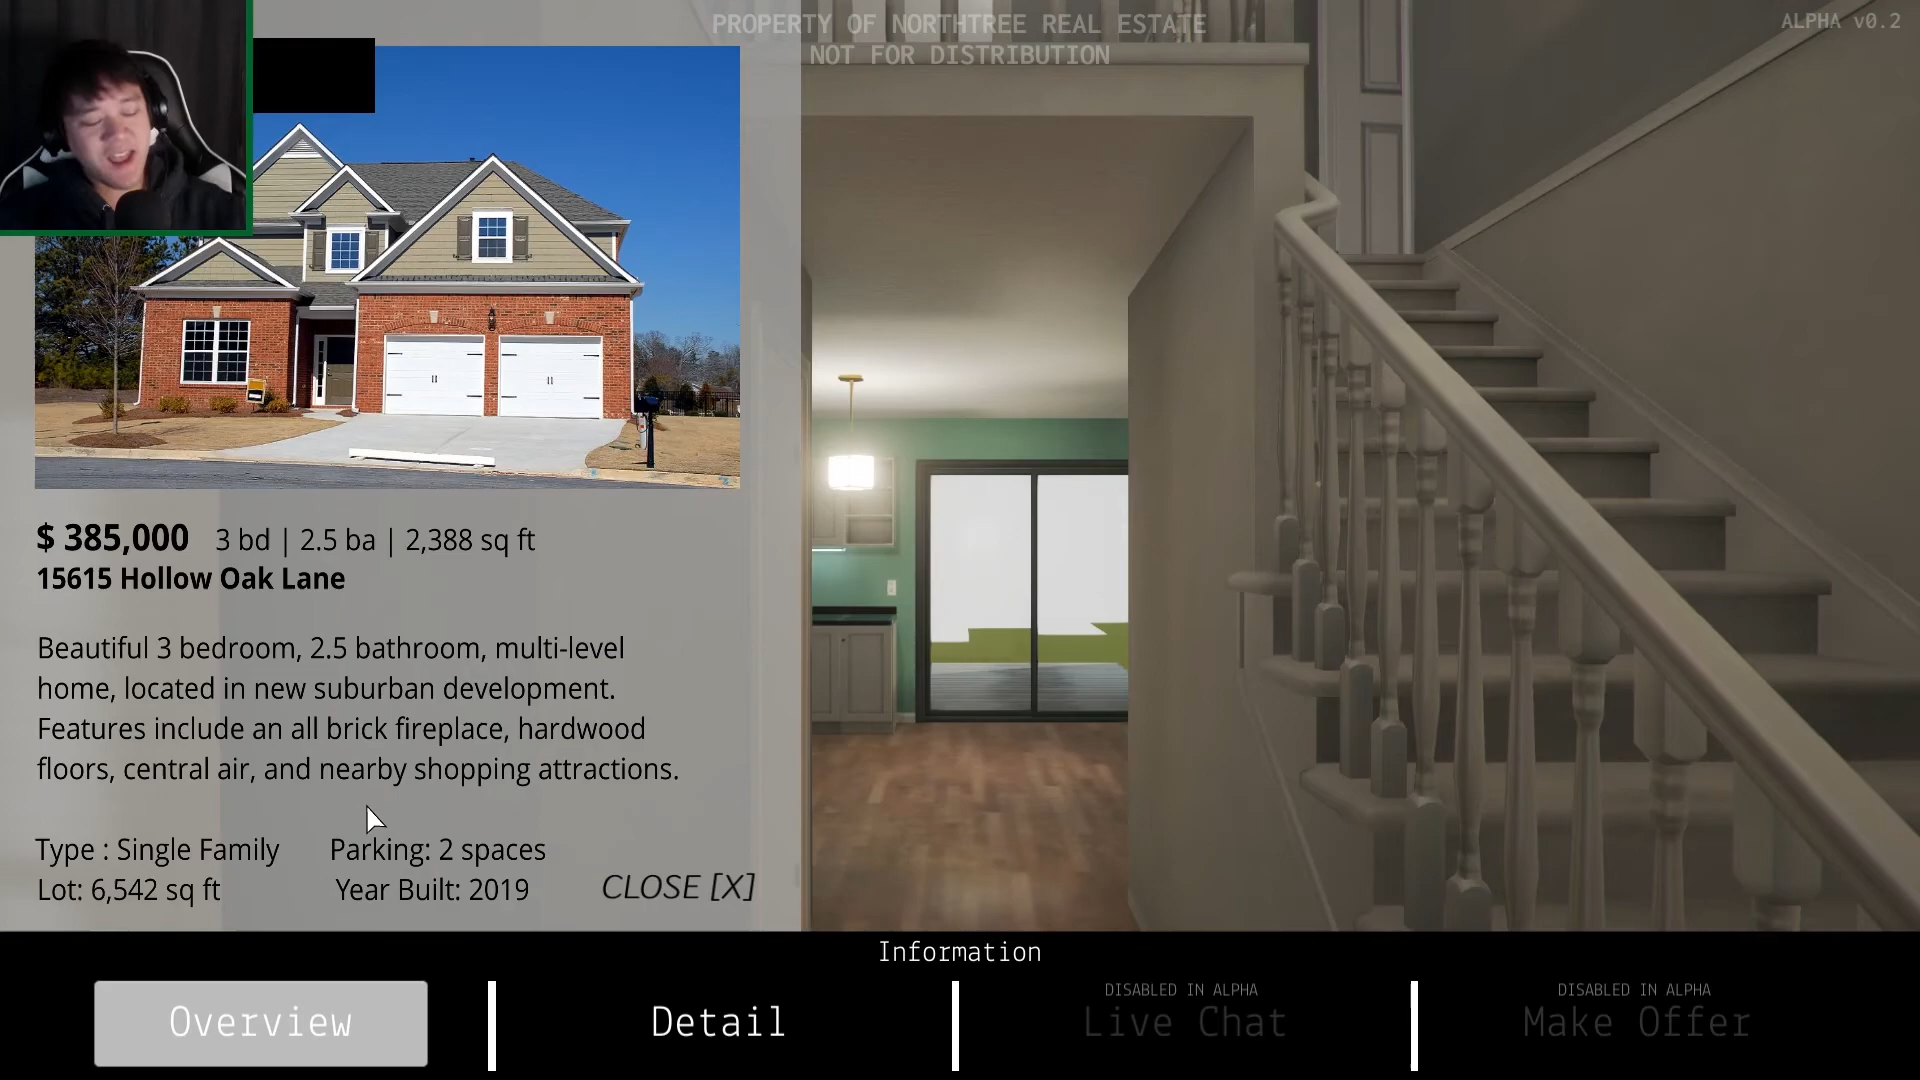 PROPERTY OF NORTHTREE REAL ESTATE
NOT FOR DISTRIBUTION
ALPHA v0.2
$ 385,000 3 bd | 2.5 ba | 2,388 sq ft
15615 Hollow Oak Lane
Beautiful 3 bedroom, 2.5 bathroom, multi-level
home, located in new suburban development.
Features include an all brick fireplace, hardwood
floors, central air, and nearby shopping attractions.
Type : Single Family Parking: 2 spaces
Lot: 6,542 sq ft Year Built: 2019
CLOSE [X]
Information
Overview
Detail
DISABLED IN ALPHA
Live Chat
DISABLED IN ALPHA
Make Offer